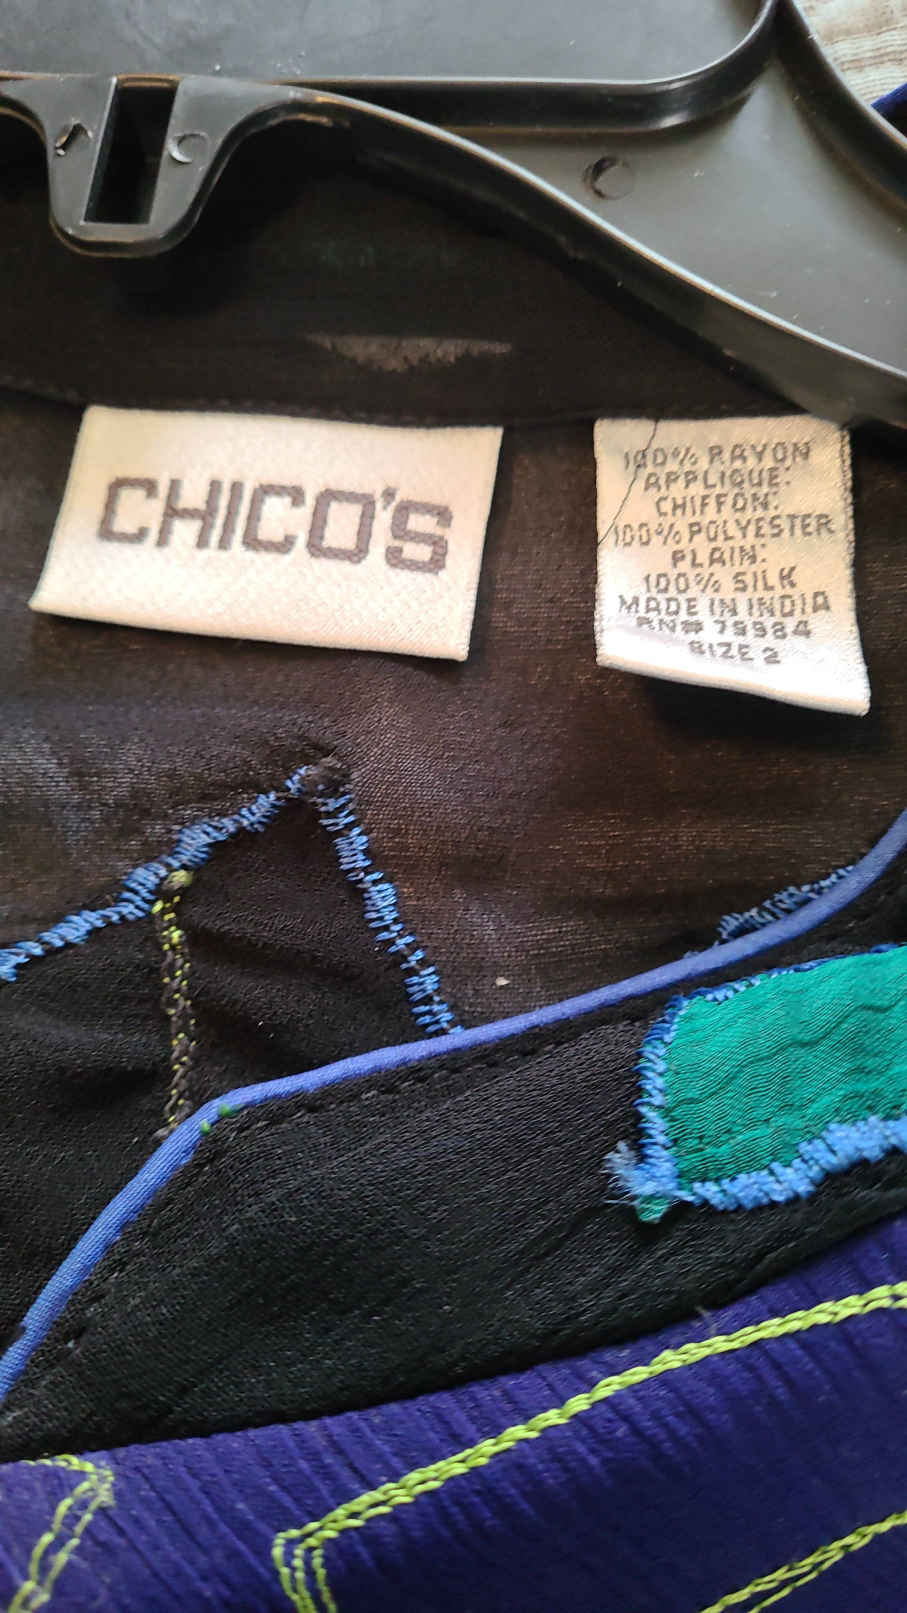 CHICO'S
100% RAYON
APPLIQUE:
CHIFFON:
100% POLYESTER
PLAIN:
100% SILK
MADE IN INDIA
RN# 79984
SIZE 2